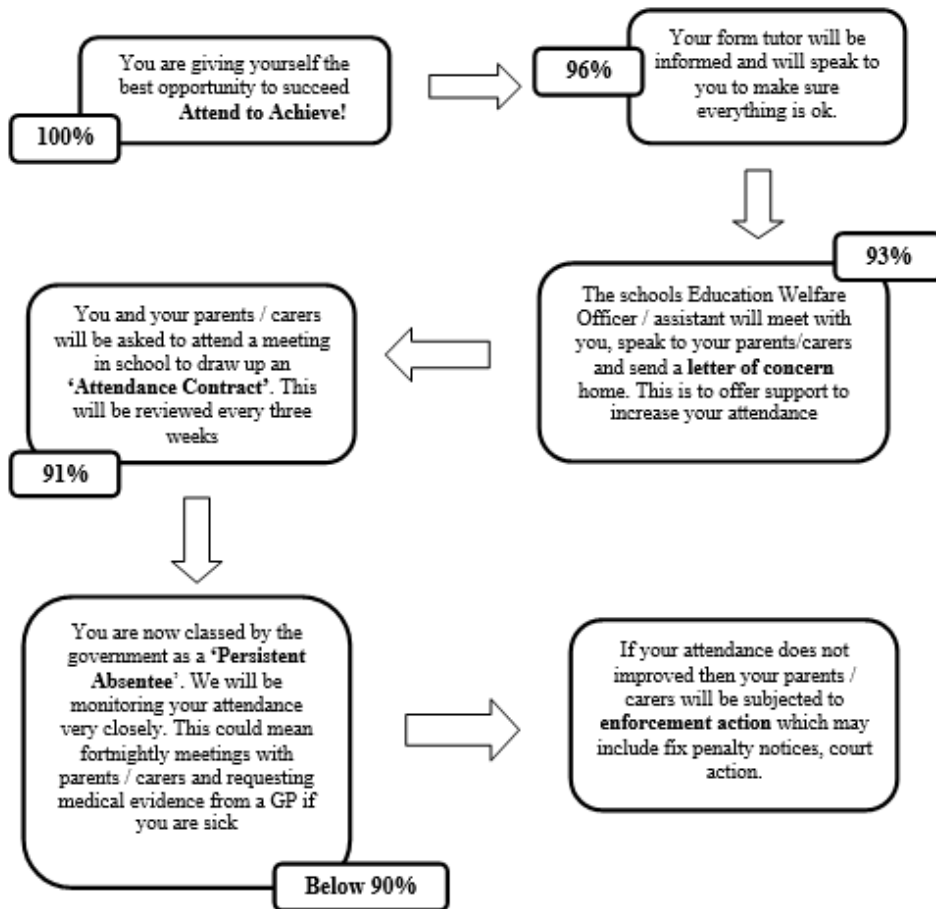 You are giving yourself the
best opportunity to succeed
Attend to Achieve!
100%
96%
Your form tutor will be
informed and will speak to
you to make sure
everything is ok.
93%
The schools Education Welfare
Officer / assistant will meet with
you, speak to your parents/carers
and send a letter of concern
home. This is to offer support to
increase your attendance
You and your parents / carers
will be asked to attend a meeting
in school to draw up an
‘Attendance Contract’. This
will be reviewed every three
weeks
91%
You are now classed by the
government as a ‘Persistent
Absentee’. We will be
monitoring your attendance
very closely. This could mean
fortnightly meetings with
parents / carers and requesting
medical evidence from a GP if
you are sick
Below 90%
If your attendance does not
improved then your parents /
carers will be subjected to
enforcement action which may
include fix penalty notices, court
action.